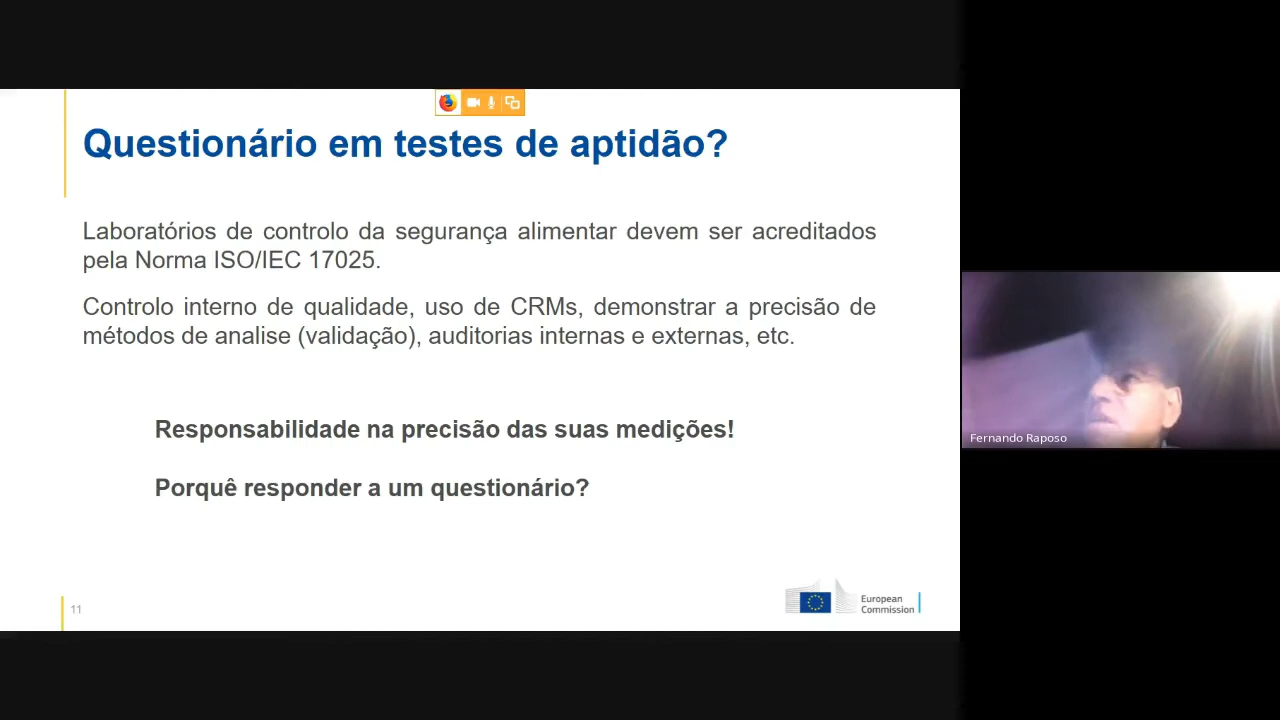 Questionário em testes de aptidão?
Laboratórios de controlo da segurança alimentar devem ser acreditados
pela Norma ISO/IEC 17025.
Controlo interno de qualidade, uso de CRMs, demonstrar a precisão de
métodos de analise (validação), auditorias internas e externas, etc.
Responsabilidade na precisão das suas medições!
Porquê responder a um questionário?
11
European
Commission
Fernando Raposo